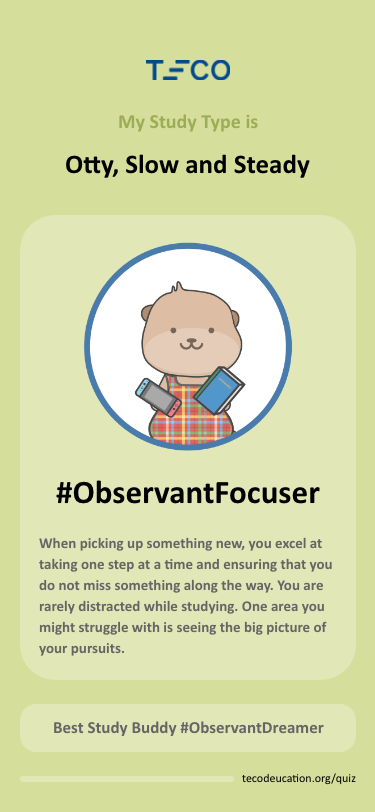 TECO
My Study Type is
Otty, Slow and Steady
#ObservantFocuser
When picking up something new, you excel at
taking one step at a time and ensuring that you
do not miss something along the way. You are
rarely distracted while studying. One area you
might struggle with is seeing the big picture of
your pursuits.
Best Study Buddy #ObservantDreamer
tecodeucation.org/quiz